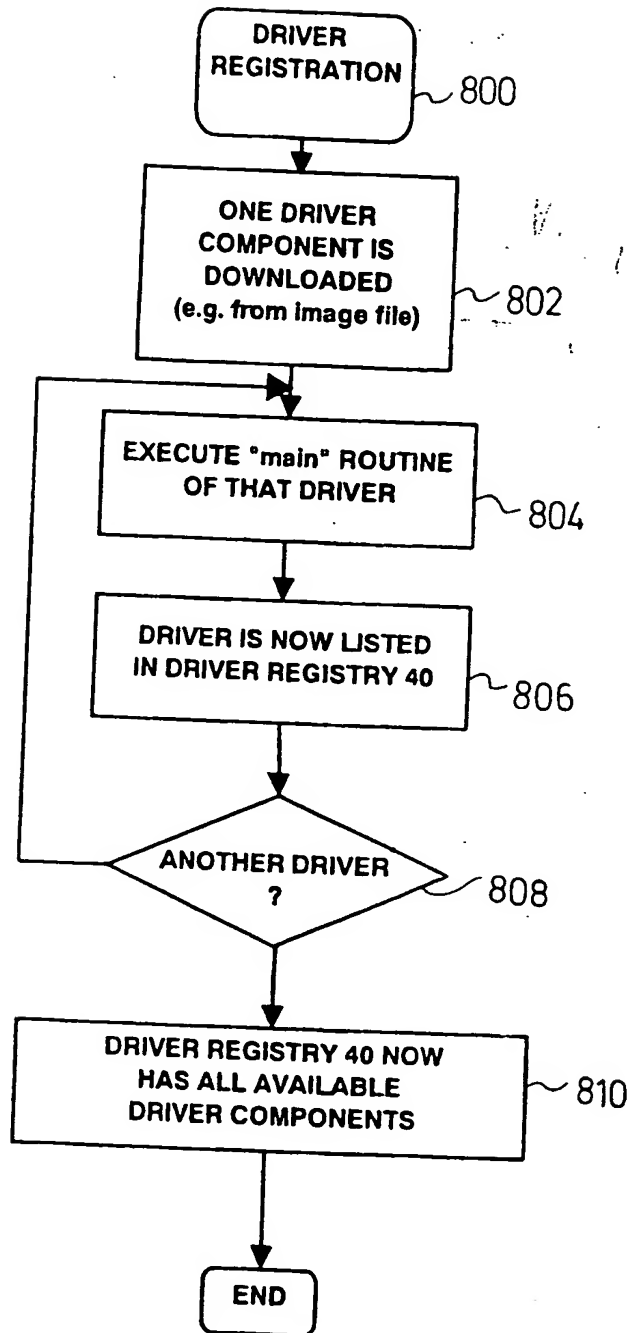 DRIVER
REGISTRATION
800
ONE DRIVER
COMPONENT IS
DOWNLOADED
(e.g. from image file)
802
EXECUTE "main" ROUTINE
OF THAT DRIVER
804
DRIVER IS NOW LISTED
IN DRIVER REGISTRY 40
806
ANOTHER DRIVER
?
808
DRIVER REGISTRY 40 NOW
HAS ALL AVAILABLE
DRIVER COMPONENTS
810
END